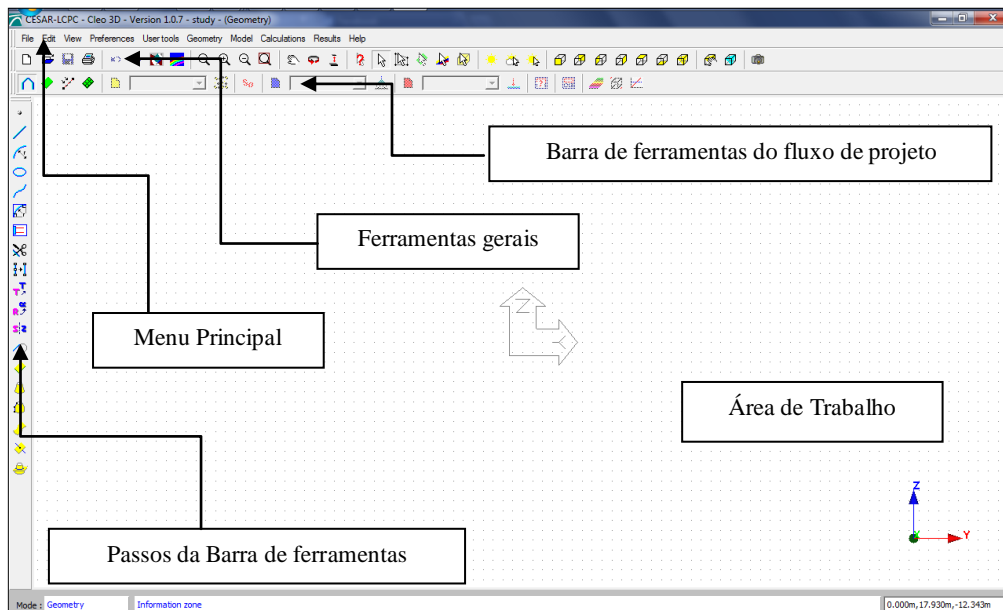 CESAR-LCPC - Cleo 3D - Version 1.0.7 - study - (Geometry)
File Edit View Preferences User tools Geometry Model Calculations Results Help
Barra de ferramentas do fluxo de projeto
Ferramentas gerais
Z
Y
Menu Principal
Área de Trabalho
Z
X
Y
Passos da Barra de ferramentas
Mode : Geometry Information zone 0.000m,17.930m,-12.343m